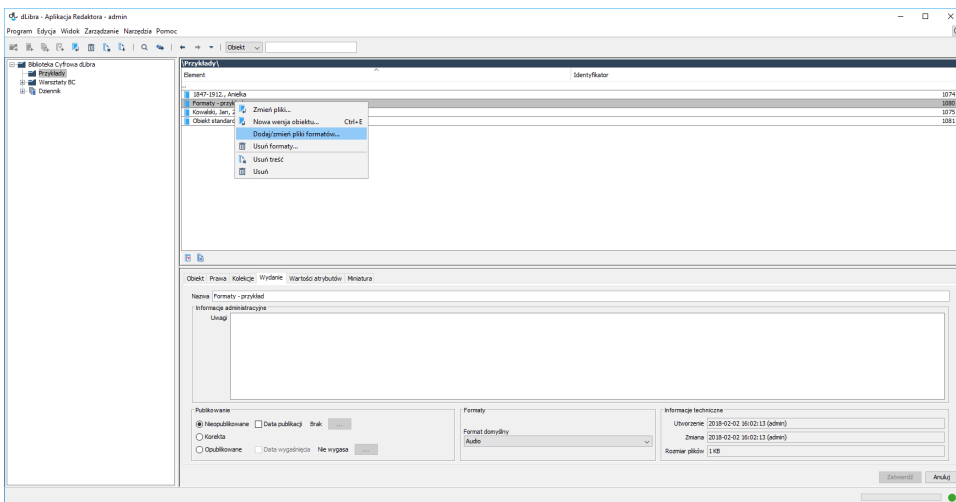 dLibra - Aplikacja Redaktora - admin
Program Edycja Widok Zarządzanie Narzędzia Pomoc
Obiekt
Biblioteka Cyfrowa dLibra
Przykłady
Warsztaty BC
Dziennik
\Przykłady\
Element Identyfikator
..
1847-1912., Anielka 1074
Formaty - przyk 1080
Kowalski, Jan, 2 1075
Obiekt standard 1081
Zmień pliki...
Nowa wersja obiektu... Ctrl+E
Dodaj/zmień pliki formatów...
Usuń formaty...
Usuń treść
Usuń
Obiekt Prawa Kolekcje Wydanie Wartości atrybutów Miniatura
Nazwa Formaty - przykład
Informacje administracyjne
Uwagi
Publikowanie
Nieopublikowane Data publikacji Brak ...
Korekta
Opublikowane Data wygaśnięcia Nie wygasa ...
Formaty
Format domyślny
Audio
Informacje techniczne
Utworzenie 2018-02-02 16:02:13 (admin)
Zmiana 2018-02-02 16:02:13 (admin)
Rozmiar plików 1 KB
Zatwierdź Anuluj